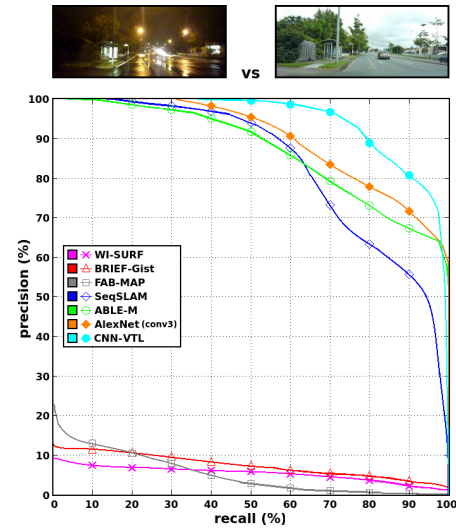 vs
100
90
80
70
60
50
40
30
20
10
0
precision (%)
WI-SURF
BRIEF-Gist
FAB-MAP
SeqSLAM
ABLE-M
AlexNet (conv3)
CNN-VTL
0 10 20 30 40 50 60 70 80 90 100
recall (%)